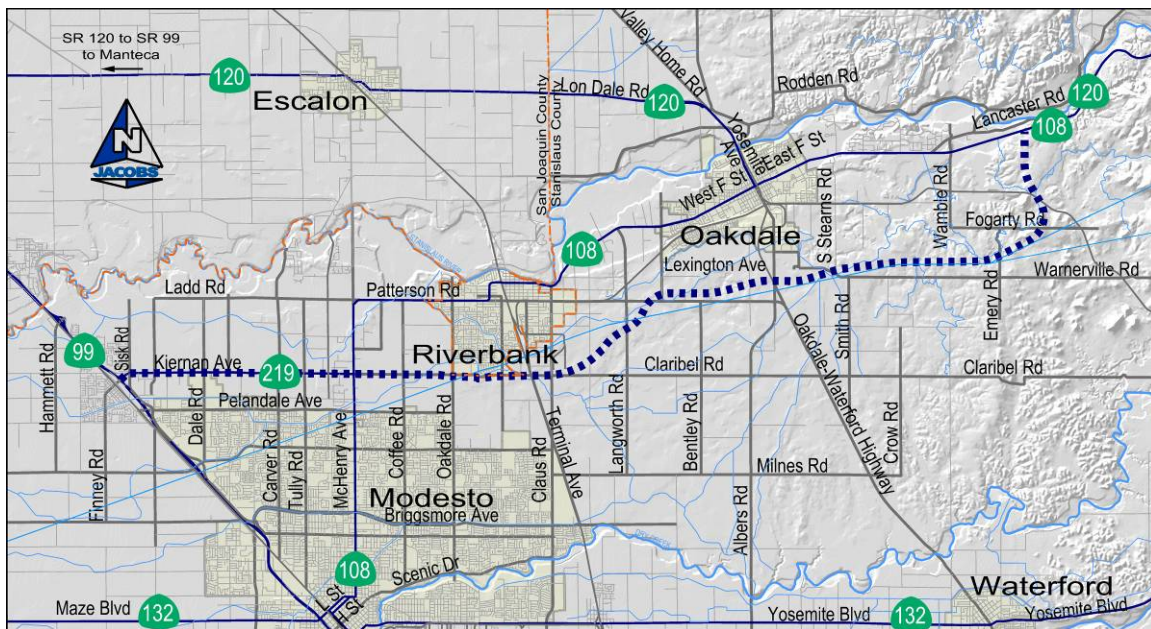 SR 120 to SR 99
to Manteca
120
Escalon
Valley Home Rd
Rodden Rd
Lon Dale Rd
120
Lancaster Rd
120
108
N
JACOBS
San Joaquin County
Stanislaus County
Yosemite
Ave
West F St
East F St
S Stearns Rd
Wamble Rd
Fogarty Rd
Oakdale
108
Lexington Ave
Warnerville Rd
Emery Rd
Ladd Rd
Patterson Rd
Hammett Rd
99
Sisk Rd
Kiernan Ave
219
Riverbank
Claribel Rd
Smith Rd
Claribel Rd
Pelandale Ave
Dale Rd
Finney Rd
Carver Rd
Tully Rd
McHenry Ave
Coffee Rd
Oakdale Rd
Claus Rd
Terminal Ave
Langworth Rd
Bentley Rd
Oakdale-Waterford Highway
Crow Rd
Milnes Rd
Albers Rd
Modesto
Briggsmore Ave
108
Scenic Dr
L St
H St
Maze Blvd
132
Yosemite Blvd
132
Waterford
Yosemite Blvd